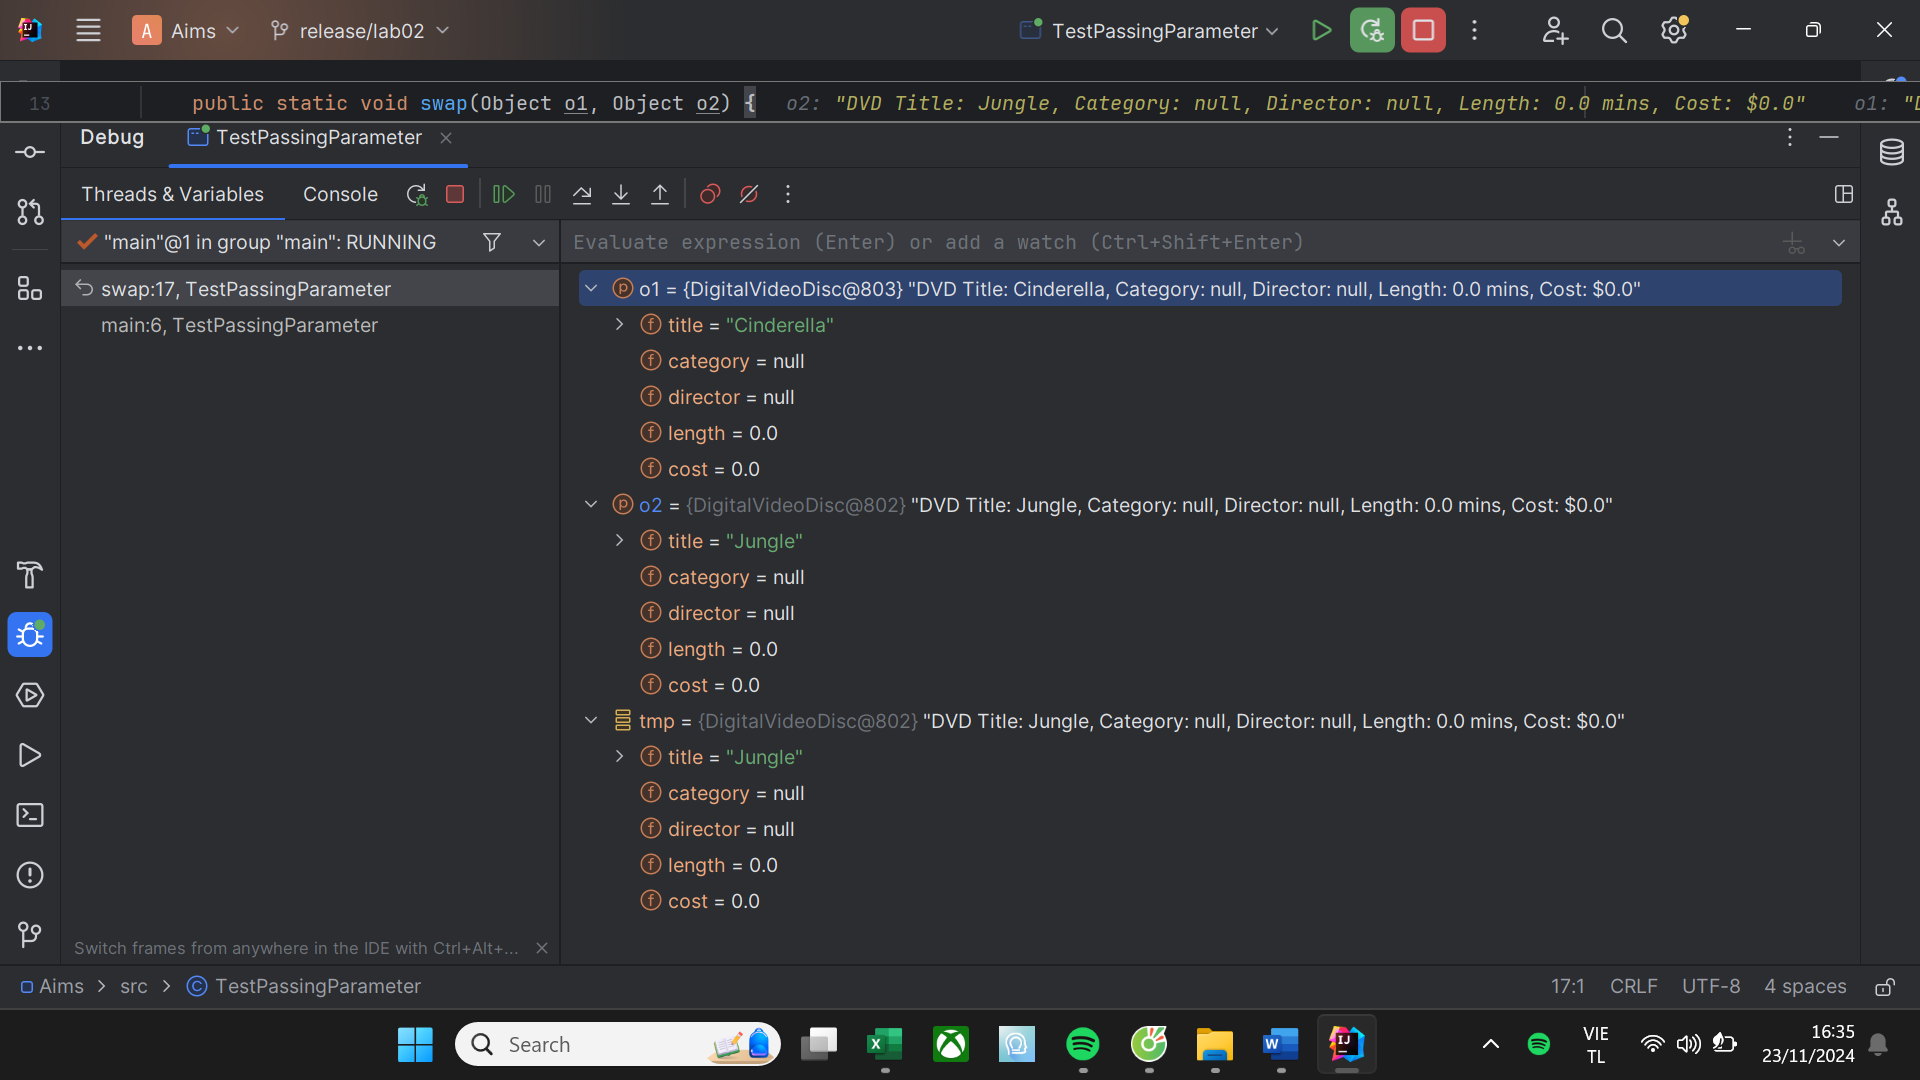 A Aims release/lab02 TestPassingParameter
13 public static void swap(Object o1, Object o2) { o2: "DVD Title: Jungle, Category: null, Director: null, Length: 0.0 mins, Cost: $0.0" o1: "D
Debug TestPassingParameter
Threads & Variables Console
"main"@1 in group "main": RUNNING Evaluate expression (Enter) or add a watch (Ctrl+Shift+Enter)
swap:17, TestPassingParameter
main:6, TestPassingParameter
o1 = {DigitalVideoDisc@803} "DVD Title: Cinderella, Category: null, Director: null, Length: 0.0 mins, Cost: $0.0"
title = "Cinderella"
category = null
director = null
length = 0.0
cost = 0.0
o2 = {DigitalVideoDisc@802} "DVD Title: Jungle, Category: null, Director: null, Length: 0.0 mins, Cost: $0.0"
title = "Jungle"
category = null
director = null
length = 0.0
cost = 0.0
tmp = {DigitalVideoDisc@802} "DVD Title: Jungle, Category: null, Director: null, Length: 0.0 mins, Cost: $0.0"
title = "Jungle"
category = null
director = null
length = 0.0
cost = 0.0
Switch frames from anywhere in the IDE with Ctrl+Alt+...
Aims > src > TestPassingParameter 17:1 CRLF UTF-8 4 spaces
Search
VIE
TL
16:35
23/11/2024